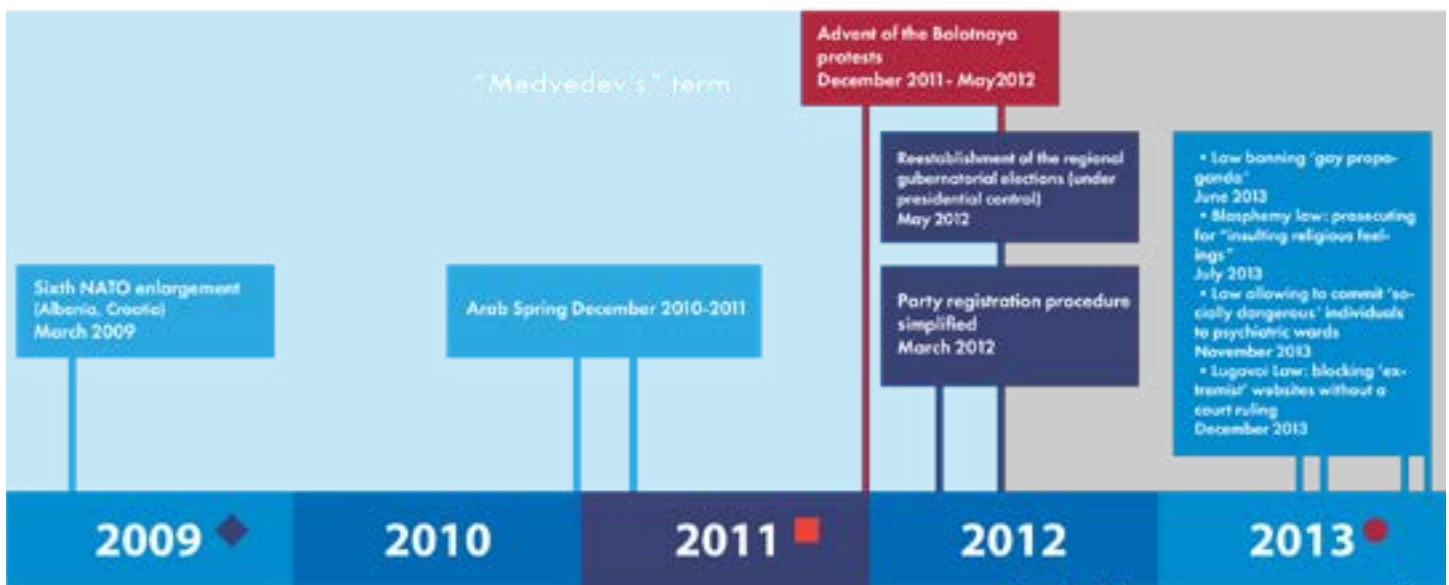 Advent of the Bolotnaya
protests
December 2011- May2012
"Medvedev's" term
Reestablishment of the regional
gubernatorial elections (under
presidential control)
May 2012
• Law banning 'gay propa-
ganda'
June 2013
• Blasphemy law: prosecuting
for "insulting religious feel-
ings"
July 2013
• Law allowing to commit 'so-
cially dangerous' individuals
to psychiatric wards
November 2013
• Lugovoi Law: blocking 'ex-
tremist' websites without a
court ruling
December 2013
Sixth NATO enlargement
(Albania, Croatia)
March 2009
Arab Spring December 2010-2011
Party registration procedure
simplified
March 2012
2009
2010
2011
2012
2013